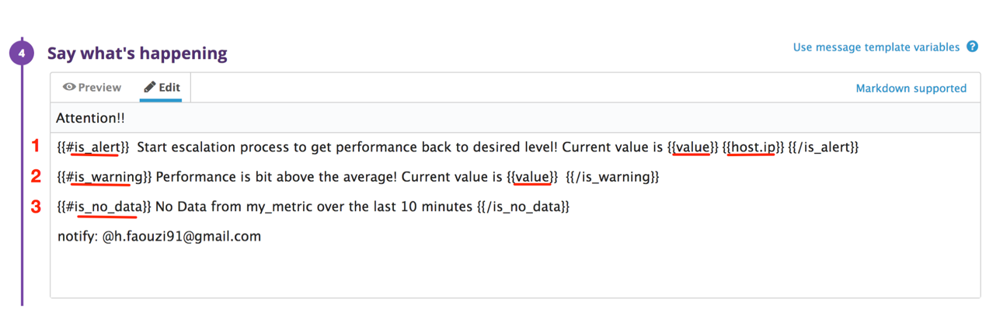 4 Say what's happening Use message template variables ?
Preview Edit Markdown supported
Attention!!
1 {{#is_alert}} Start escalation process to get performance back to desired level! Current value is {{value}} {{host.ip}} {{/is_alert}}
2 {{#is_warning}} Performance is bit above the average! Current value is {{value}} {{/is_warning}}
3 {{#is_no_data}} No Data from my_metric over the last 10 minutes {{/is_no_data}}
notify: @h.faouzi91@gmail.com